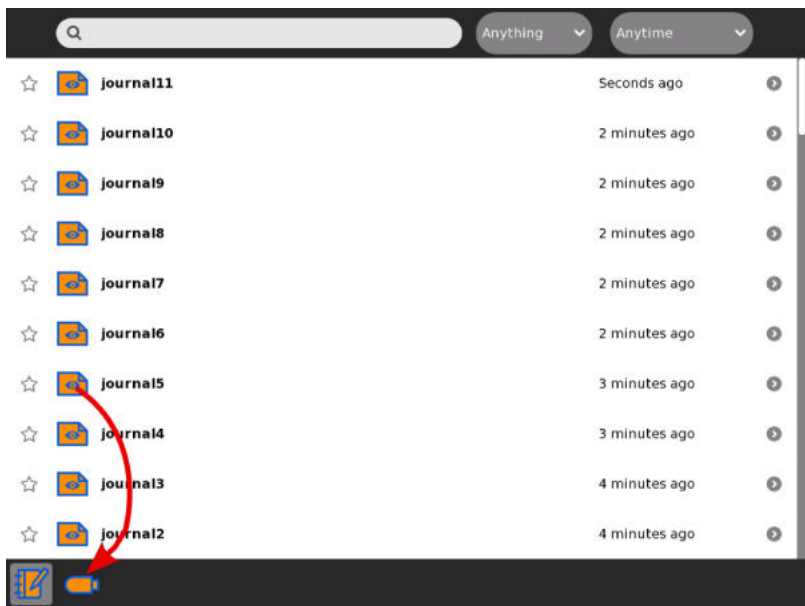 Anything Anytime
journal11 Seconds ago
journal10 2 minutes ago
journal9 2 minutes ago
journal8 2 minutes ago
journal7 2 minutes ago
journal6 2 minutes ago
journal5 3 minutes ago
journal4 3 minutes ago
journal3 4 minutes ago
journal2 4 minutes ago